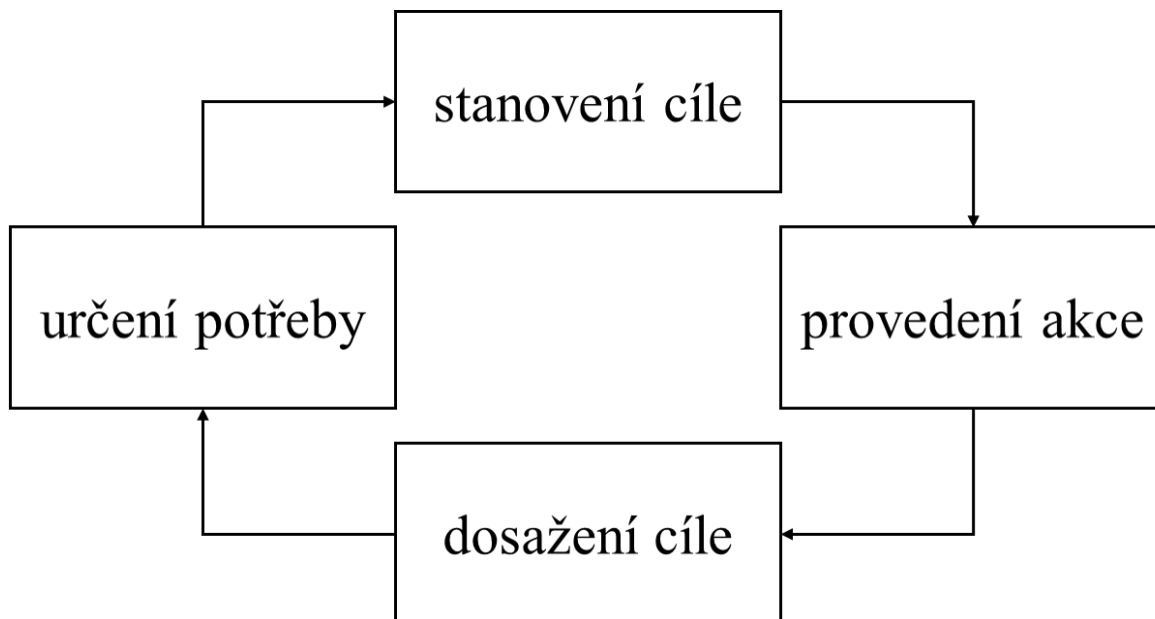 stanovení cíle
určení potřeby
provedení akce
dosažení cíle